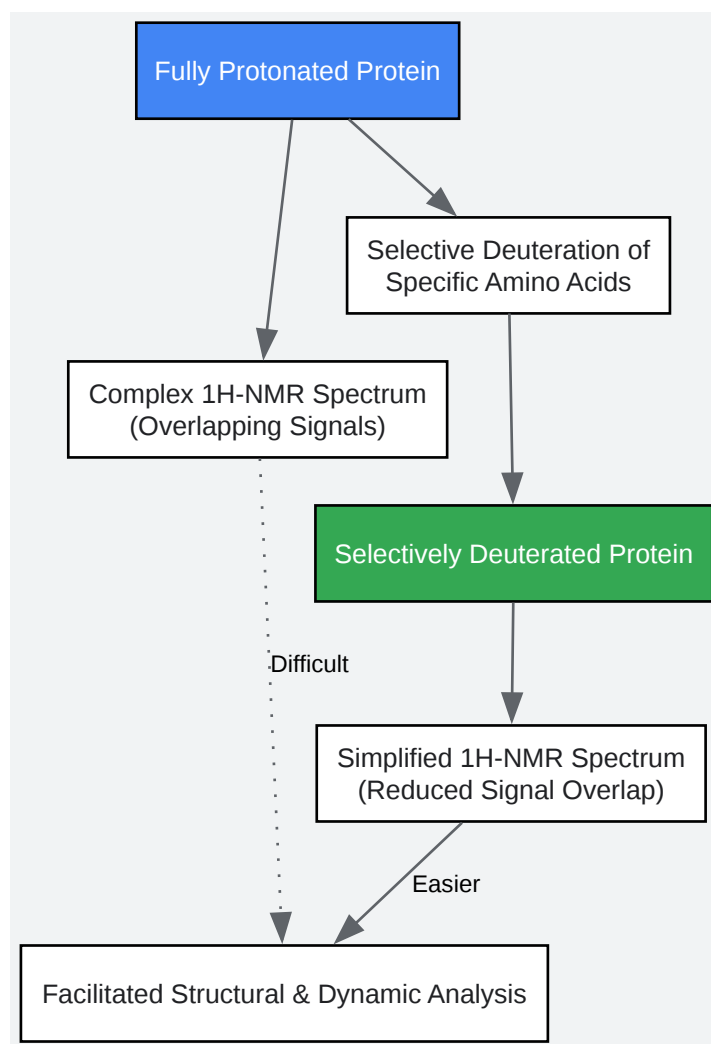 Fully Protonated Protein
Selective Deuteration of
Specific Amino Acids
Complex 1H-NMR Spectrum
(Overlapping Signals)
Selectively Deuterated Protein
Difficult
Simplified 1H-NMR Spectrum
(Reduced Signal Overlap)
Easier
Facilitated Structural & Dynamic Analysis